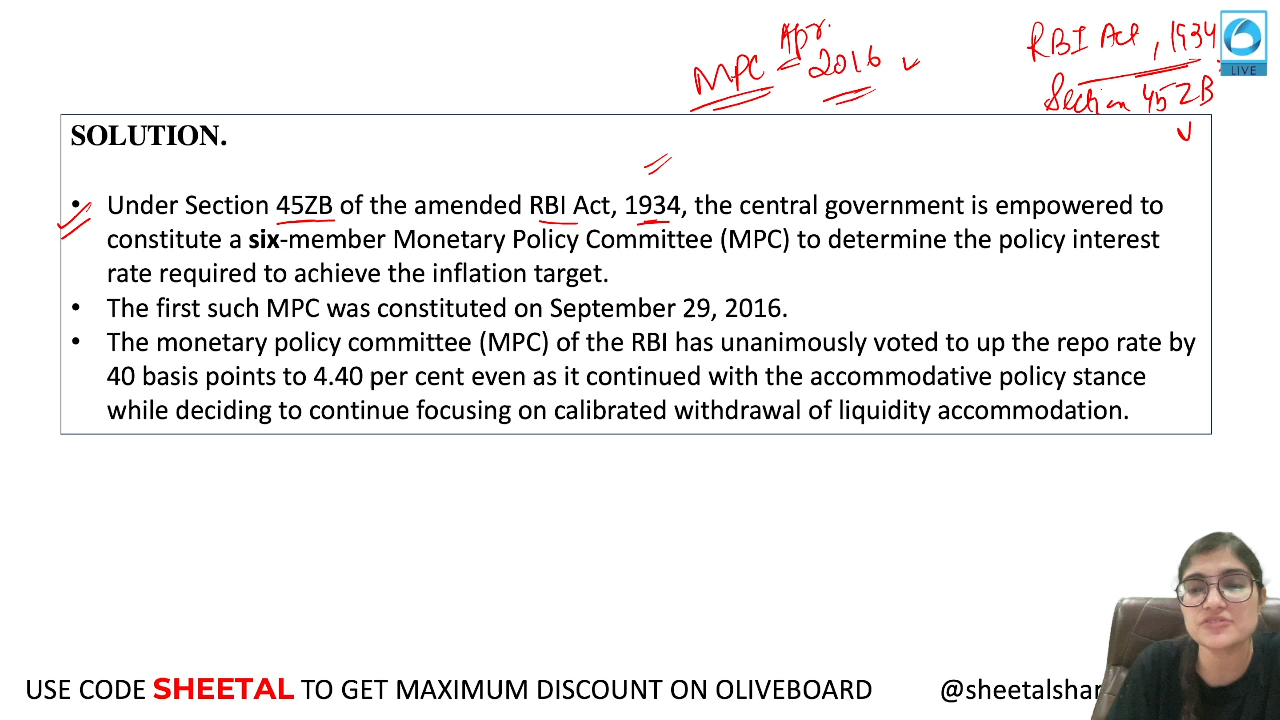 MPC - Apr. 2016
RBI Act, 1934
Section 45ZB
LIVE
SOLUTION.
• Under Section 45ZB of the amended RBI Act, 1934, the central government is empowered to
constitute a six-member Monetary Policy Committee (MPC) to determine the policy interest
rate required to achieve the inflation target.
• The first such MPC was constituted on September 29, 2016.
• The monetary policy committee (MPC) of the RBI has unanimously voted to up the repo rate by
40 basis points to 4.40 per cent even as it continued with the accommodative policy stance
while deciding to continue focusing on calibrated withdrawal of liquidity accommodation.
USE CODE SHEETAL TO GET MAXIMUM DISCOUNT ON OLIVEBOARD
@sheetalshar